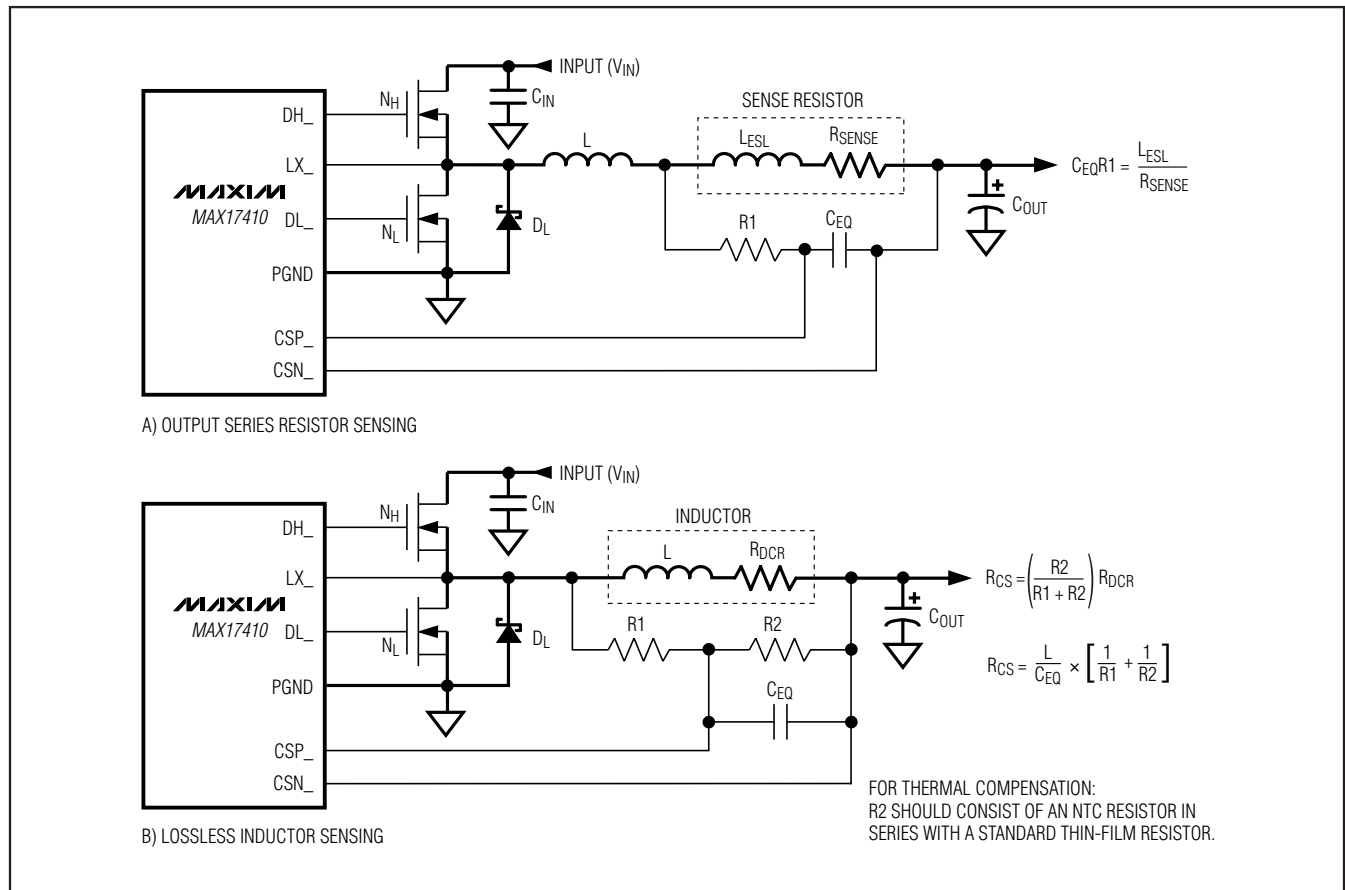 INPUT (VIN)
NH
CIN
DH_
SENSE RESISTOR
L
LESL
RSENSE
LX_
CEQR1 = LESL / RSENSE
MAXIM
MAX17410
DL_
NL
DL
R1
CEQ
+
COUT
PGND
CSP_
CSN_
A) OUTPUT SERIES RESISTOR SENSING
INPUT (VIN)
NH
CIN
DH_
INDUCTOR
L
RDCR
LX_
RCS = (R2 / R1 + R2) RDCR
MAXIM
MAX17410
DL_
NL
DL
R1
R2
+
COUT
RCS = L / CEQ × [1 / R1 + 1 / R2]
PGND
CEQ
CSP_
CSN_
FOR THERMAL COMPENSATION:
R2 SHOULD CONSIST OF AN NTC RESISTOR IN
SERIES WITH A STANDARD THIN-FILM RESISTOR.
B) LOSSLESS INDUCTOR SENSING